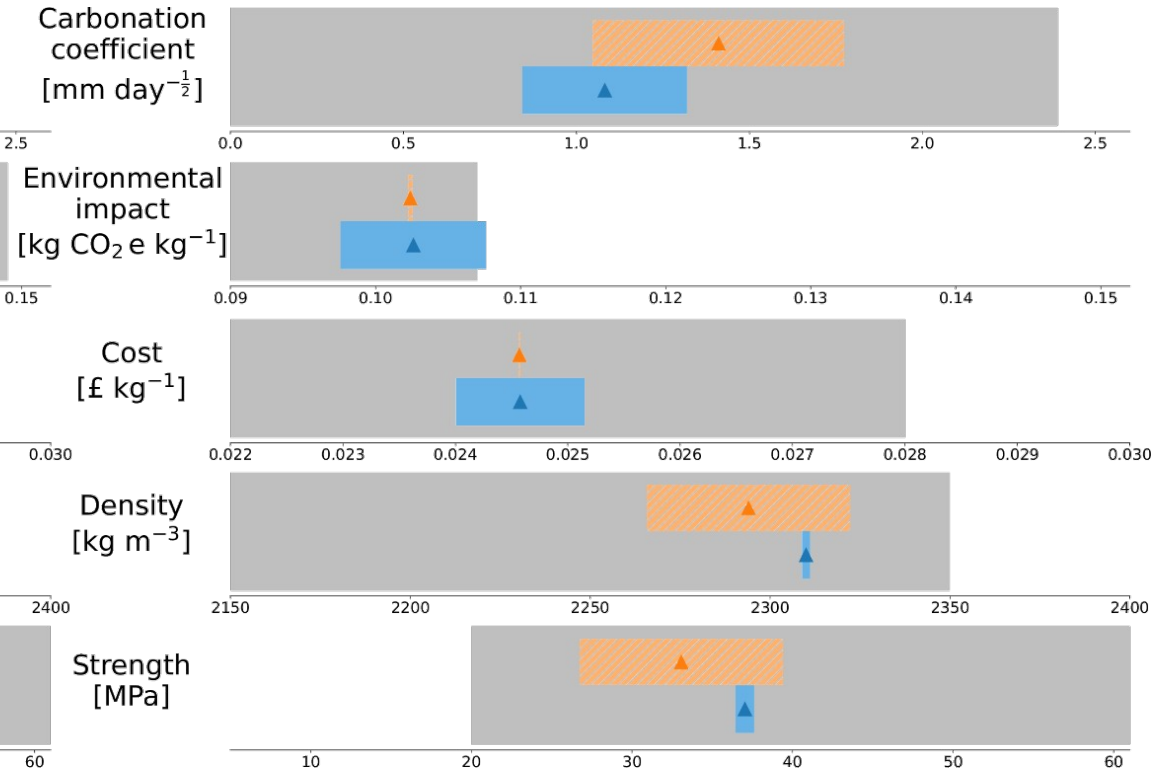 Carbonation
coefficient
[mm day^{-1/2}]
2.5 0.0 0.5 1.0 1.5 2.0 2.5
Environmental
impact
[kg CO₂ e kg⁻¹]
0.15 0.09 0.10 0.11 0.12 0.13 0.14 0.15
Cost
[£ kg⁻¹]
0.030 0.022 0.023 0.024 0.025 0.026 0.027 0.028 0.029 0.030
Density
[kg m⁻³]
2400 2150 2200 2250 2300 2350 2400
Strength
[MPa]
60 10 20 30 40 50 60